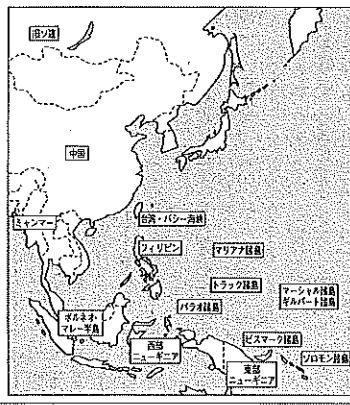 旧ソ連
中国
ミャンマー
台湾・バシー海峡
フィリピン
マリアナ諸島
トラック諸島
マーシャル諸島
ギルバート諸島
パラオ諸島
ボルネオ・
マレー半島
西部
ニューギニア
ビスマーク諸島
ソロモン諸島
東部
ニューギニア